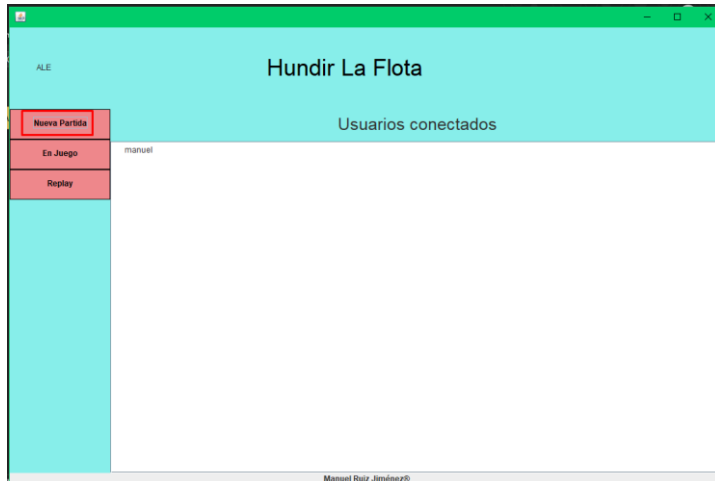 ALE
Hundir La Flota
Nueva Partida
Usuarios conectados
En Juego
manuel
Replay
Manuel Ruiz Jiménez®